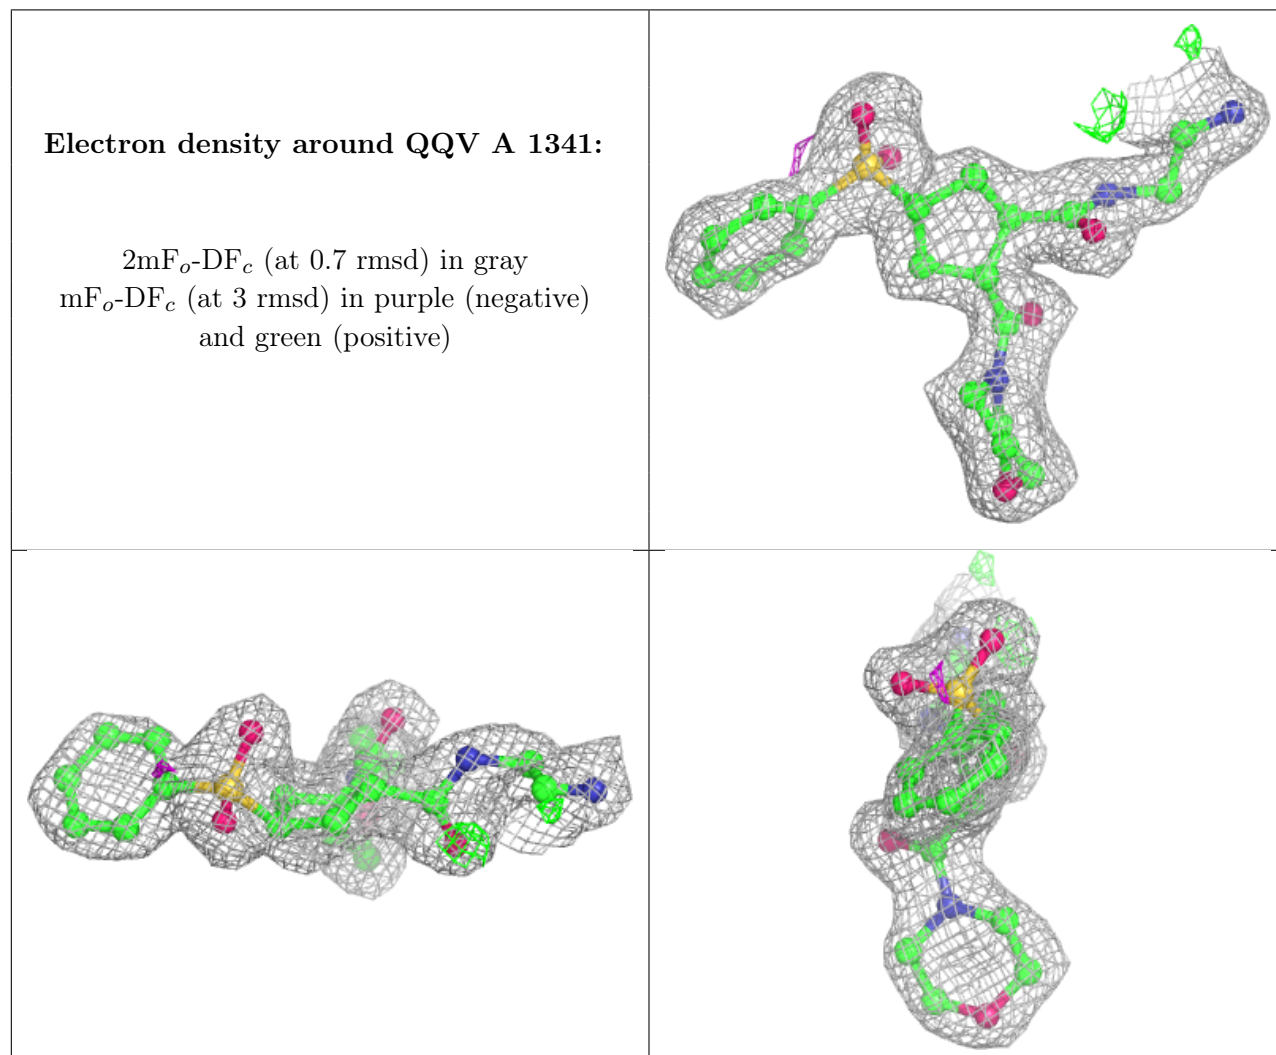 Electron density around QQV A 1341:
2mFo-DFc (at 0.7 rmsd) in gray
mFo-DFc (at 3 rmsd) in purple (negative)
and green (positive)